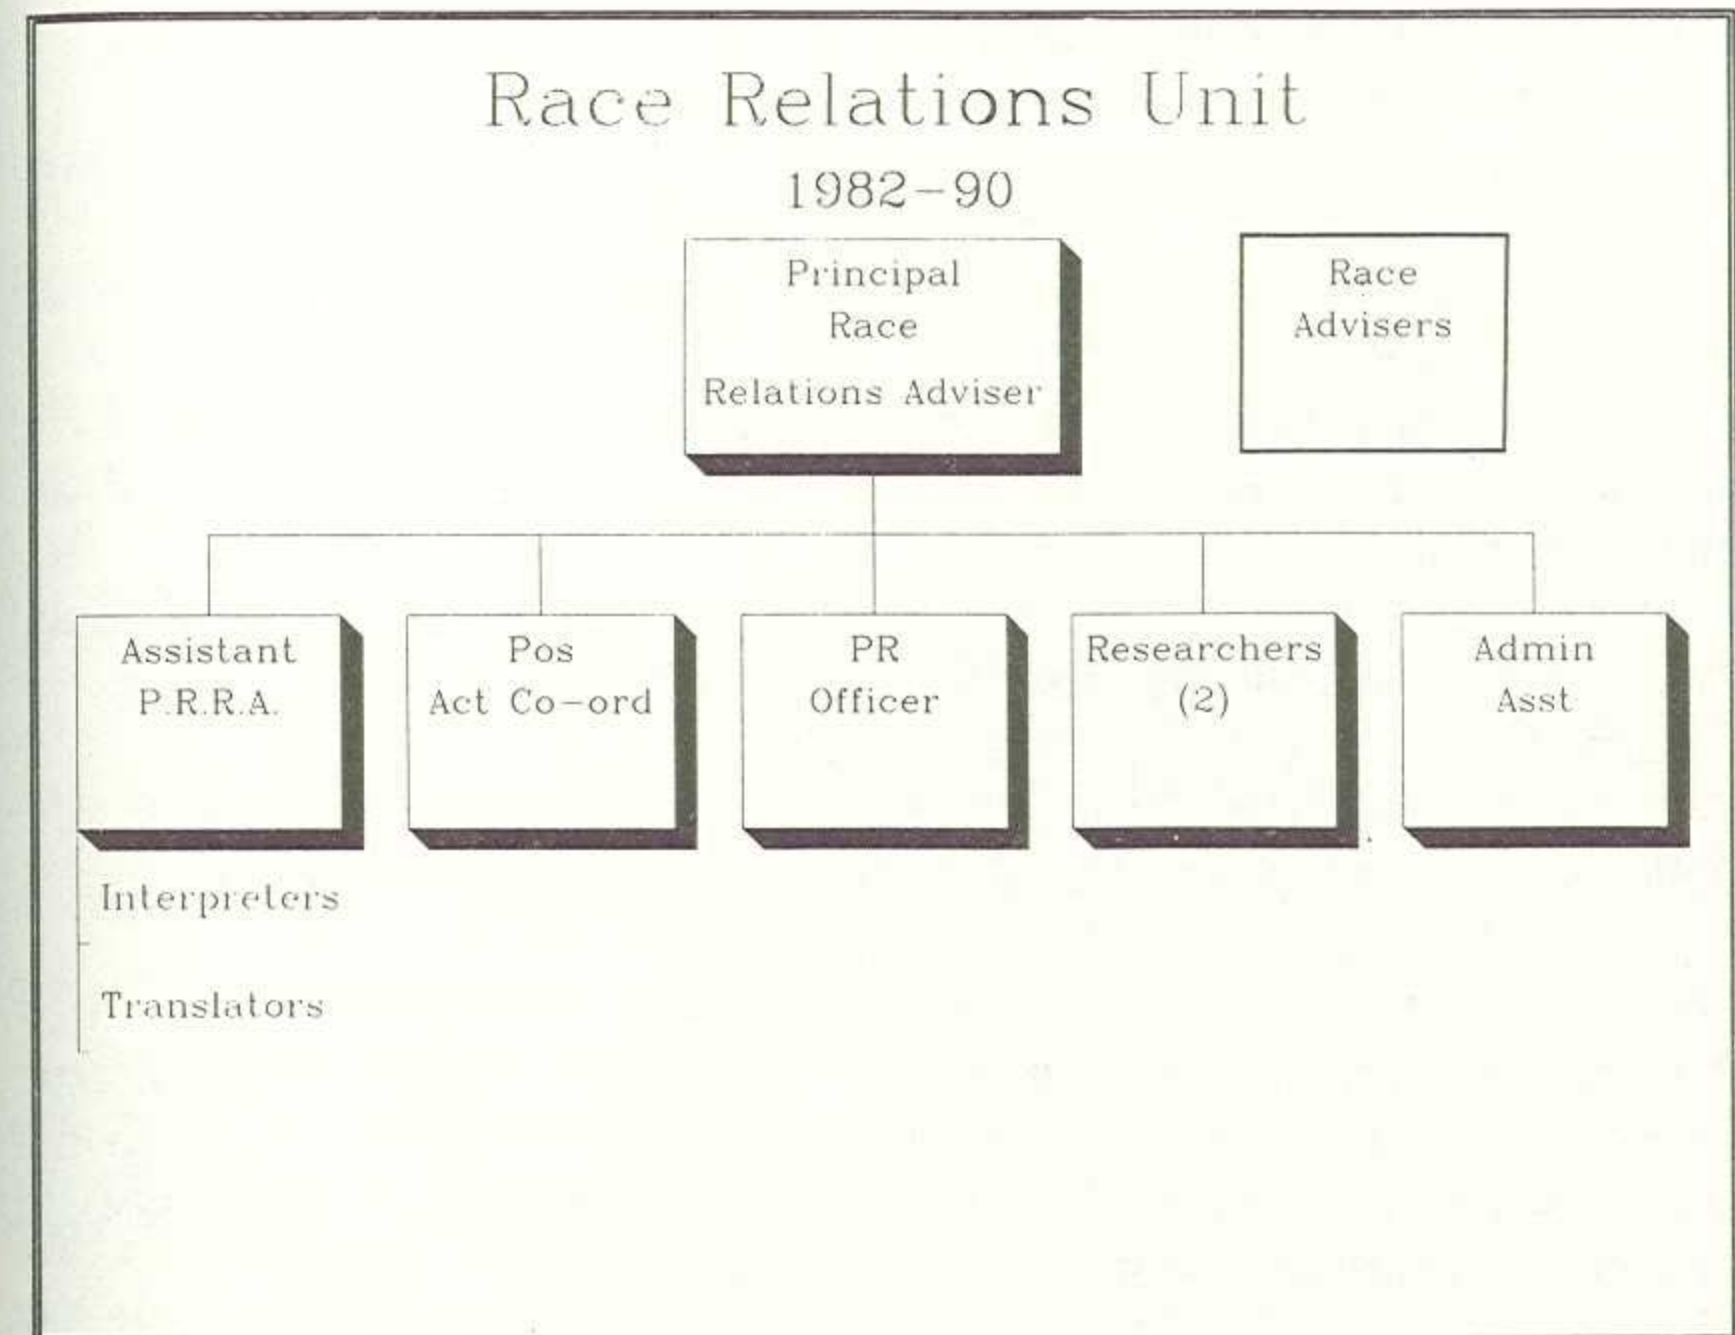 Race Relations Unit
1982-90
Principal
Race
Relations Adviser
Race
Advisers
Assistant
P.R.R.A.
Pos
Act Co-ord
PR
Officer
Researchers
(2)
Admin
Asst
Interpreters
Translators